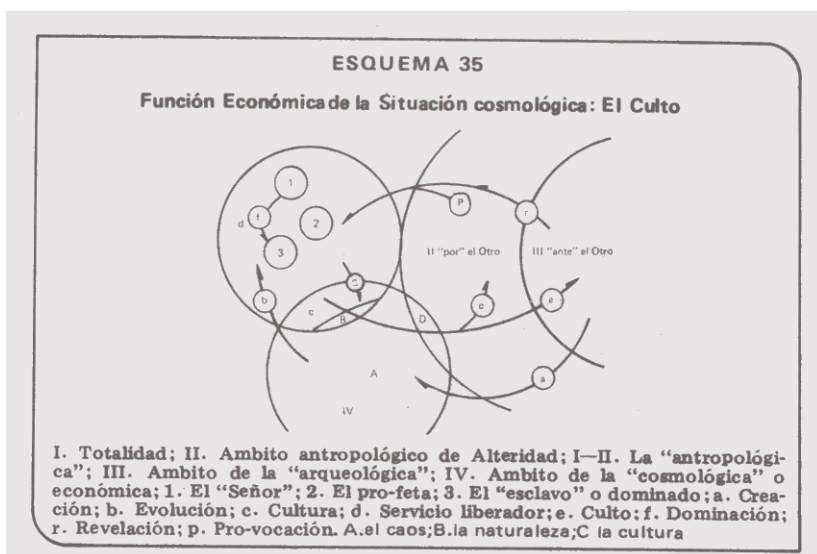 ESQUEMA 35
Función Económica de la Situación cosmológica: El Culto
1
f
d
2
3
P
r
II "por" el Otro
III "ante" el Otro
b
c
B
D
e
a
A
IV
I. Totalidad; II. Ambito antropológico de Alteridad; I—II. La "antropológi-
ca"; III. Ambito de la "arqueológica"; IV. Ambito de la "cosmológica" o
económica; 1. El "Señor"; 2. El pro-feta; 3. El "esclavo" o dominado; a. Crea-
ción; b. Evolución; c. Cultura; d. Servicio liberador; e. Culto; f. Dominación;
r. Revelación; p. Pro-vocación. A.el caos;B.la naturaleza;C la cultura